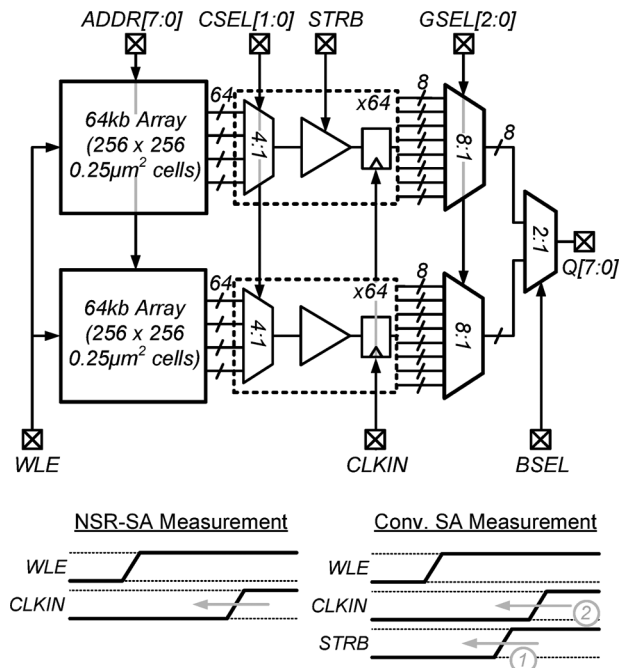 ADDR[7:0] CSEL[1:0] STRB GSEL[2:0]
64kb Array
(256 x 256
0.25µm² cells)
64
4:1
x64
8
8:1
8
2:1
Q[7:0]
64kb Array
(256 x 256
0.25µm² cells)
64
4:1
x64
8
8:1
WLE CLKIN BSEL
NSR-SA Measurement
WLE
CLKIN
Conv. SA Measurement
WLE
CLKIN
2
STRB
1